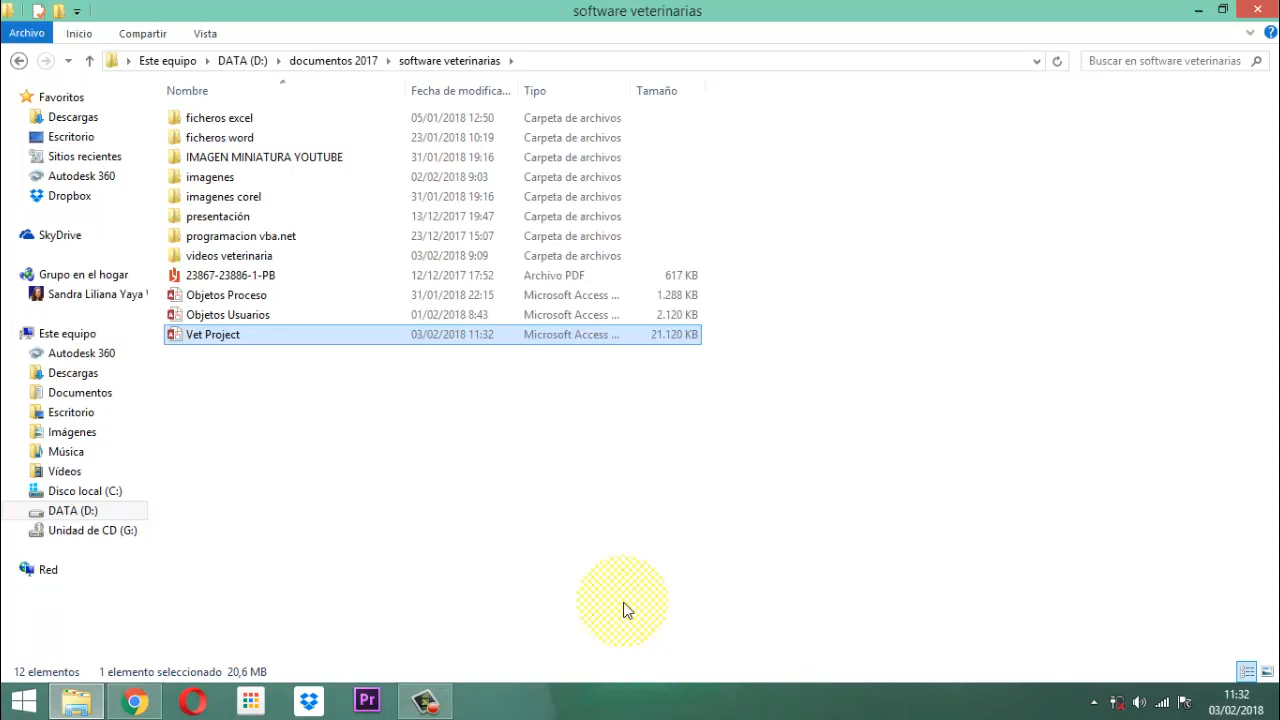 software veterinarias
Archivo Inicio Compartir Vista
Este equipo DATA (D:) documentos 2017 software veterinarias
Buscar en software veterinarias
Favoritos
Descargas
Escritorio
Sitios recientes
Autodesk 360
Dropbox
SkyDrive
Grupo en el hogar
Sandra Liliana Yaya
Este equipo
Autodesk 360
Descargas
Documentos
Escritorio
Imágenes
Música
Vídeos
Disco local (C:)
DATA (D:)
Unidad de CD (G:)
Red
Nombre Fecha de modifica... Tipo Tamaño
ficheros excel 05/01/2018 12:50 Carpeta de archivos
ficheros word 23/01/2018 10:19 Carpeta de archivos
IMAGEN MINIATURA YOUTUBE 31/01/2018 19:16 Carpeta de archivos
imagenes 02/02/2018 9:03 Carpeta de archivos
imagenes corel 31/01/2018 19:16 Carpeta de archivos
presentación 13/12/2017 19:47 Carpeta de archivos
programacion vba.net 23/12/2017 15:07 Carpeta de archivos
videos veterinaria 03/02/2018 9:09 Carpeta de archivos
23867-23886-1-PB 12/12/2017 17:52 Archivo PDF 617 KB
Objetos Proceso 31/01/2018 22:15 Microsoft Access ... 1.288 KB
Objetos Usuarios 01/02/2018 8:43 Microsoft Access ... 2.120 KB
Vet Project 03/02/2018 11:32 Microsoft Access ... 21.120 KB
12 elementos 1 elemento seleccionado 20,6 MB
Pr
11:32
03/02/2018